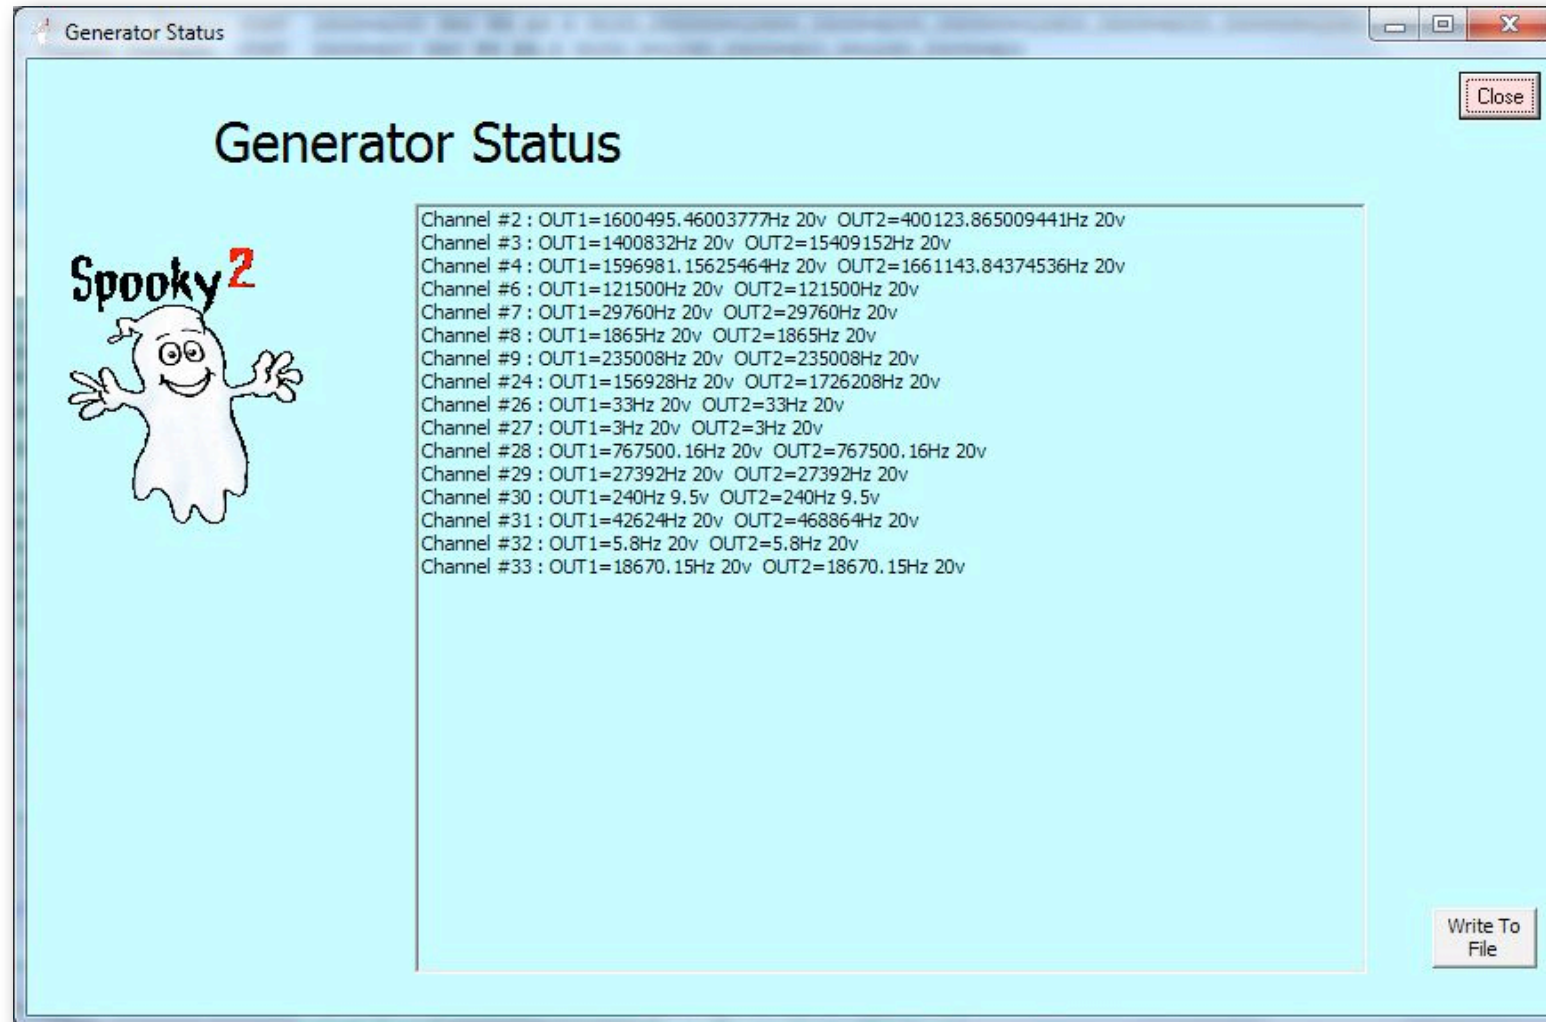 Generator Status
Close
Generator Status
Spooky2
Channel #2 : OUT1=1600495.46003777Hz 20v  OUT2=400123.865009441Hz 20v
Channel #3 : OUT1=1400832Hz 20v  OUT2=15409152Hz 20v
Channel #4 : OUT1=1596981.15625464Hz 20v  OUT2=1661143.84374536Hz 20v
Channel #6 : OUT1=121500Hz 20v  OUT2=121500Hz 20v
Channel #7 : OUT1=29760Hz 20v  OUT2=29760Hz 20v
Channel #8 : OUT1=1865Hz 20v  OUT2=1865Hz 20v
Channel #9 : OUT1=235008Hz 20v  OUT2=235008Hz 20v
Channel #24 : OUT1=156928Hz 20v  OUT2=1726208Hz 20v
Channel #26 : OUT1=33Hz 20v  OUT2=33Hz 20v
Channel #27 : OUT1=3Hz 20v  OUT2=3Hz 20v
Channel #28 : OUT1=767500.16Hz 20v  OUT2=767500.16Hz 20v
Channel #29 : OUT1=27392Hz 20v  OUT2=27392Hz 20v
Channel #30 : OUT1=240Hz 9.5v  OUT2=240Hz 9.5v
Channel #31 : OUT1=42624Hz 20v  OUT2=468864Hz 20v
Channel #32 : OUT1=5.8Hz 20v  OUT2=5.8Hz 20v
Channel #33 : OUT1=18670.15Hz 20v  OUT2=18670.15Hz 20v
Write To
File